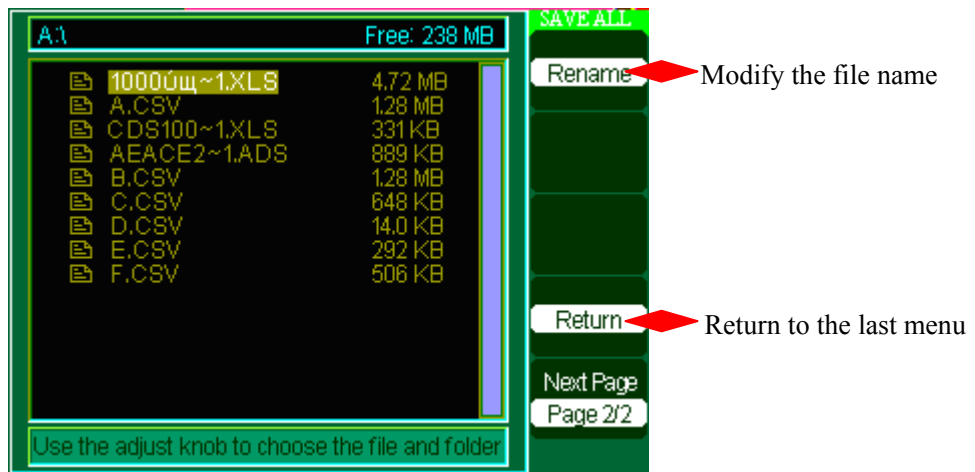 A:\ Free: 238 MB
SAVE ALL
1000úщ~1.XLS 4.72 MB
A.CSV 1.28 MB
CDS100~1.XLS 331 KB
AEACE2~1.ADS 889 KB
B.CSV 1.28 MB
C.CSV 648 KB
D.CSV 14.0 KB
E.CSV 292 KB
F.CSV 506 KB
Use the adjust knob to choose the file and folder
Rename
Modify the file name
Return
Return to the last menu
Next Page
Page 2/2